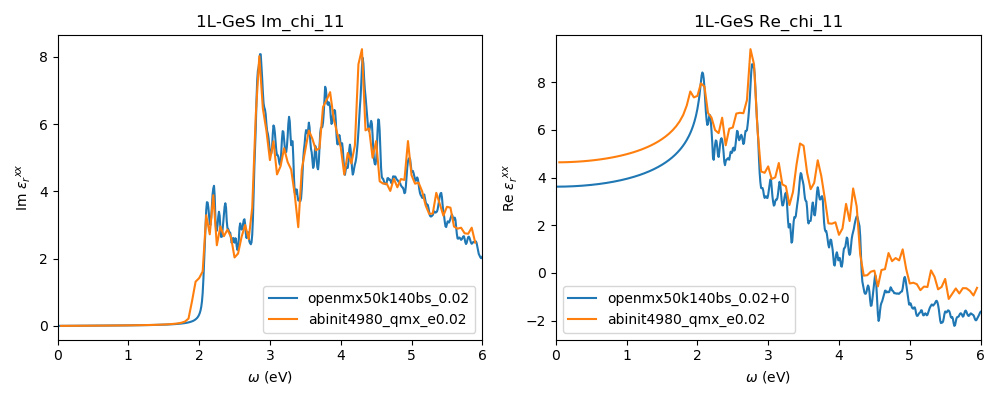 1L-GeS Im_chi_11
Im εᵣˣˣ
8
6
4
2
0
0 1 2 3 4 5 6
ω (eV)
openmx50k140bs_0.02
abinit4980_qmx_e0.02
1L-GeS Re_chi_11
Re εᵣˣˣ
8
6
4
2
0
−2
0 1 2 3 4 5 6
ω (eV)
openmx50k140bs_0.02+0
abinit4980_qmx_e0.02